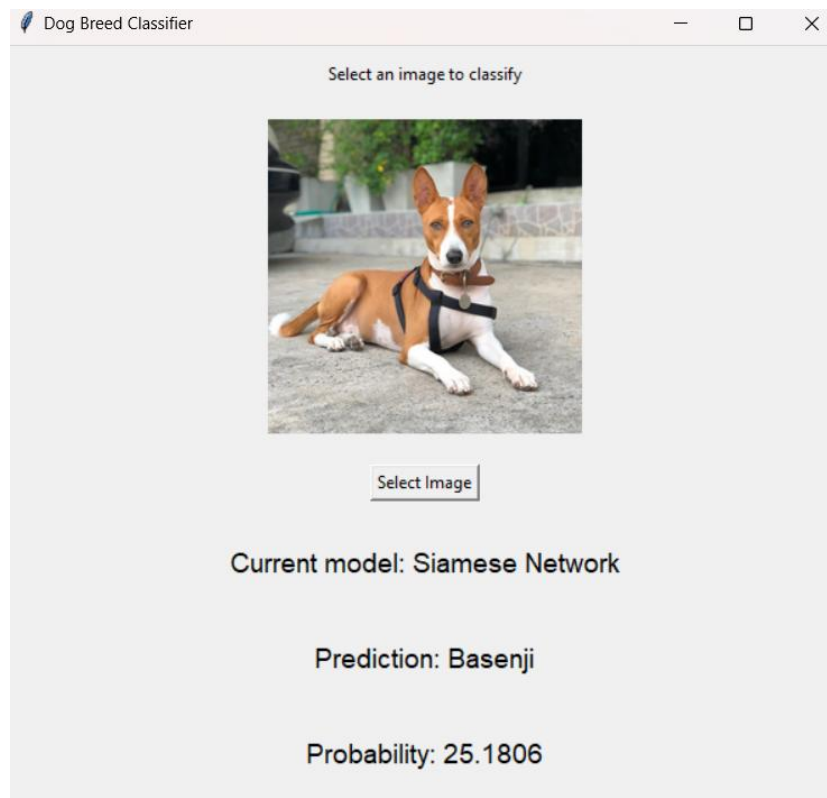 Dog Breed Classifier
Select an image to classify
Select Image
Current model: Siamese Network
Prediction: Basenji
Probability: 25.1806